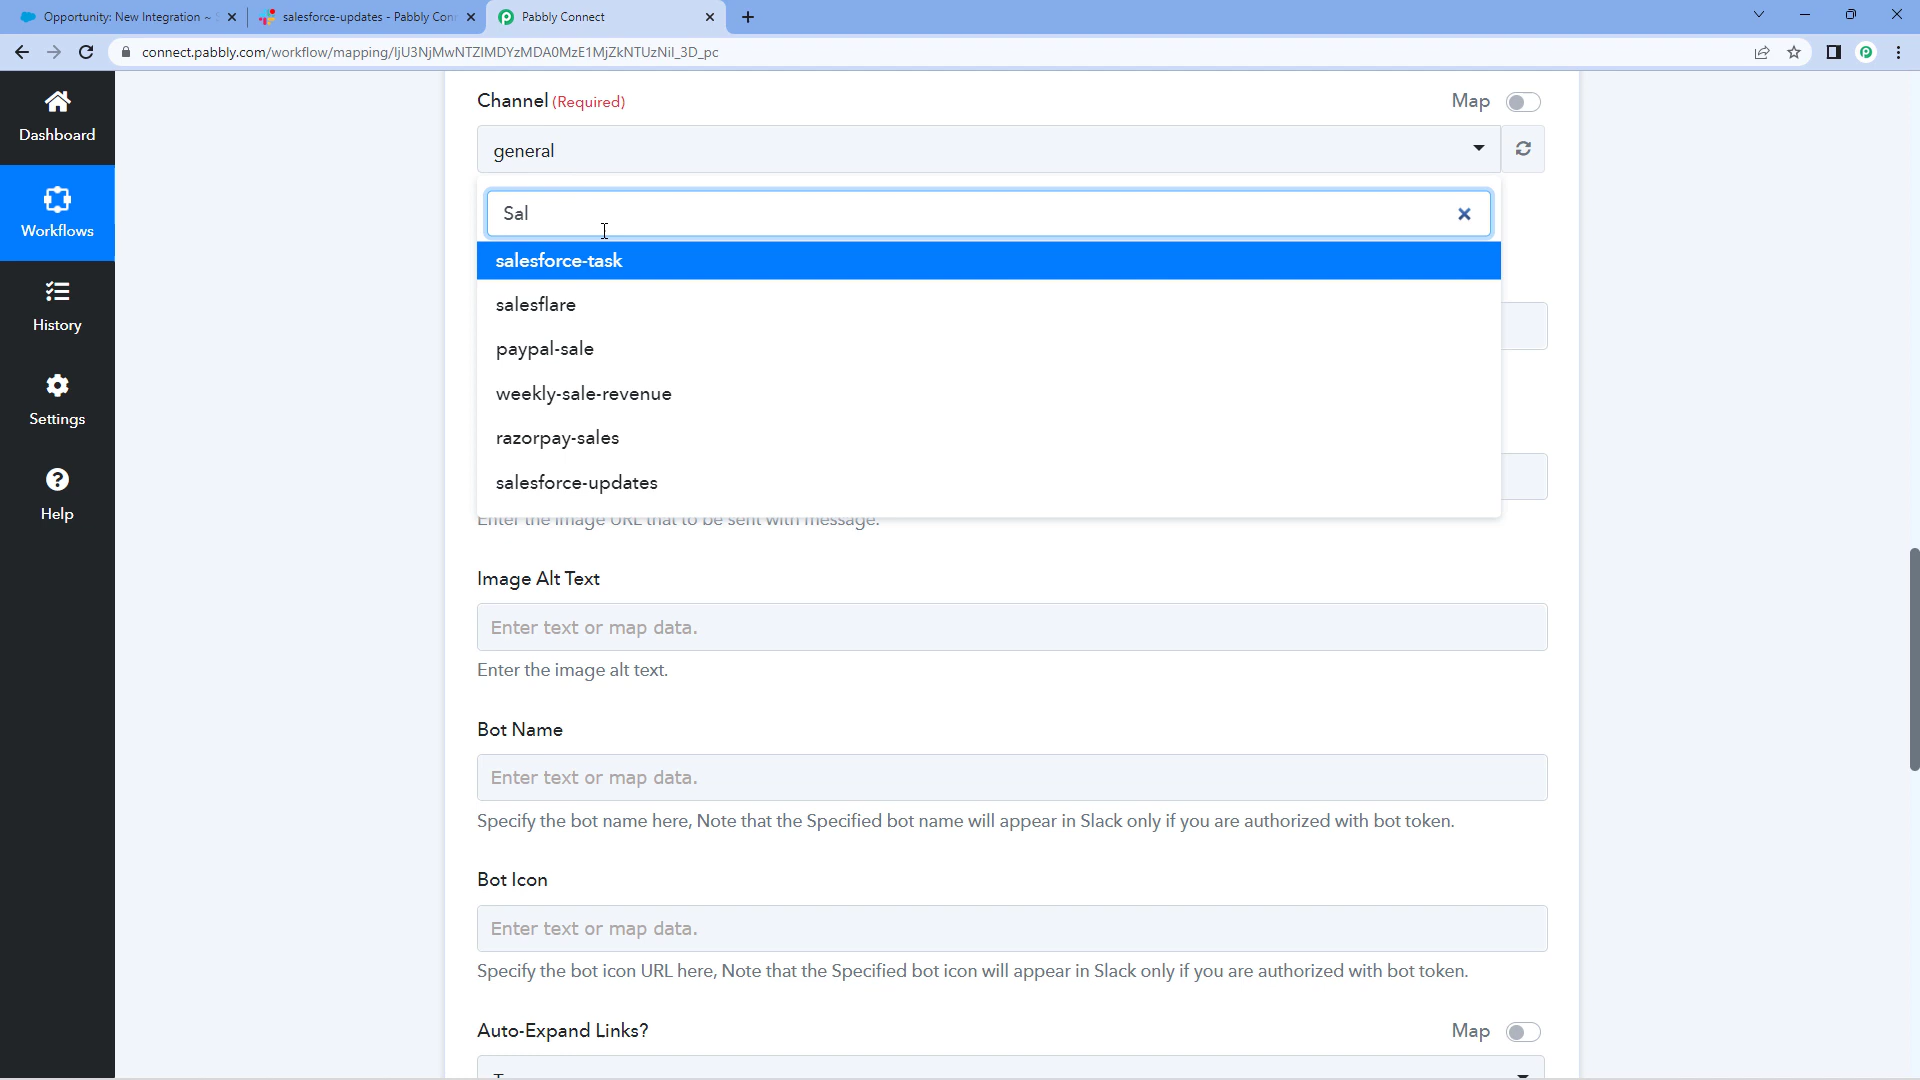 Opportunity: New Integration ~
salesforce-updates - Pabbly Con
Pabbly Connect
Dashboard
Workflows
History
Settings
Help
Channel (Required)
Map
general
Sal
salesforce-task
salesflare
paypal-sale
weekly-sale-revenue
razorpay-sales
salesforce-updates
Enter the image URL that to be sent with message.
Image Alt Text
Enter text or map data.
Enter the image alt text.
Bot Name
Enter text or map data.
Specify the bot name here, Note that the Specified bot name will appear in Slack only if you are authorized with bot token.
Bot Icon
Enter text or map data.
Specify the bot icon URL here, Note that the Specified bot icon will appear in Slack only if you are authorized with bot token.
Auto-Expand Links?
Map